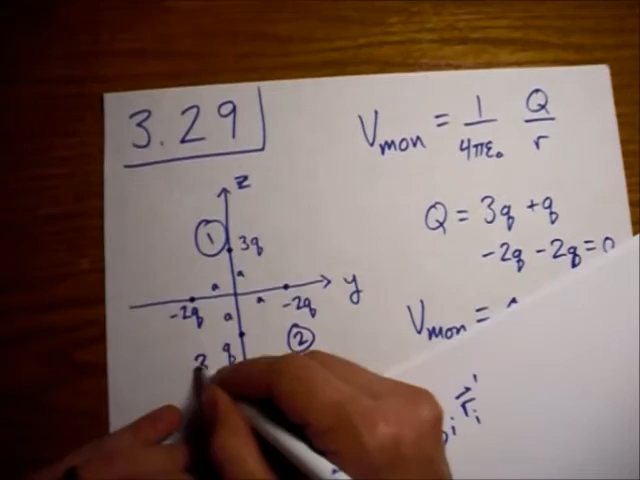 3.29
V_mon = 1/4πε₀ Q/r
Q = 3q + q
-2q - 2q = 0
V_mon =
z
①
3q
a
a
a
a
y
-2q
-2q
q
②
r⃗ᵢ'